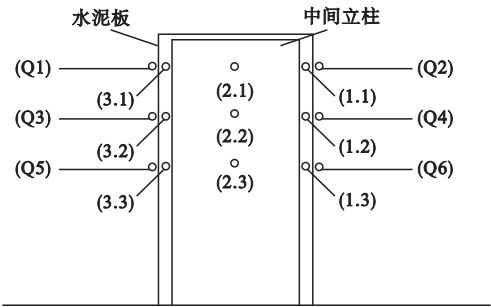 水泥板 中间立柱
(Q1) (Q2)
(3.1) (2.1) (1.1)
(Q3) (Q4)
(3.2) (2.2) (1.2)
(Q5) (Q6)
(3.3) (2.3) (1.3)